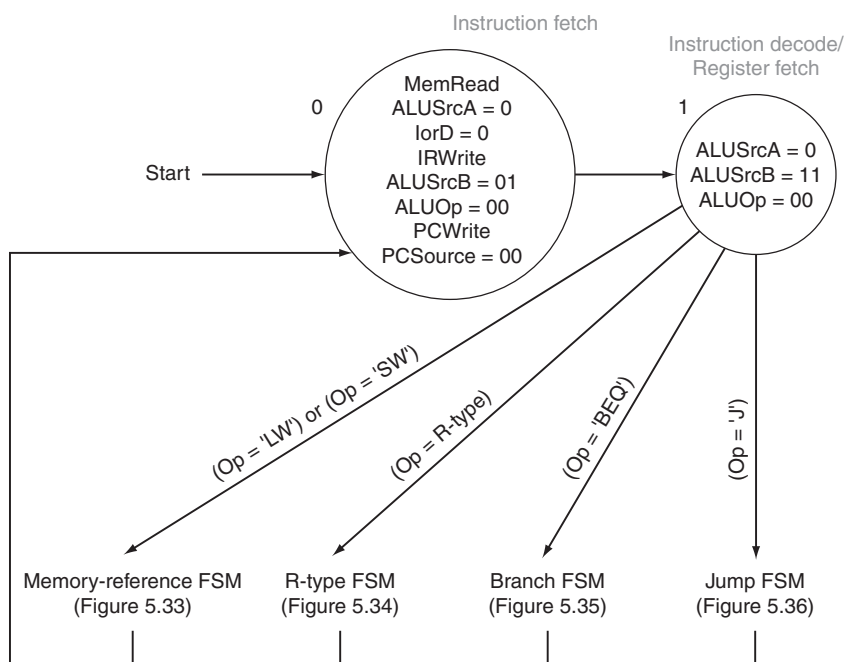 Instruction fetch
Instruction decode/
Register fetch
0
MemRead
ALUSrcA = 0
IorD = 0
IRWrite
ALUSrcB = 01
ALUOp = 00
PCWrite
PCSource = 00
1
ALUSrcA = 0
ALUSrcB = 11
ALUOp = 00
Start
(Op = 'LW') or (Op = 'SW')
(Op = R-type)
(Op = 'BEQ')
(Op = 'J')
Memory-reference FSM
(Figure 5.33)
R-type FSM
(Figure 5.34)
Branch FSM
(Figure 5.35)
Jump FSM
(Figure 5.36)